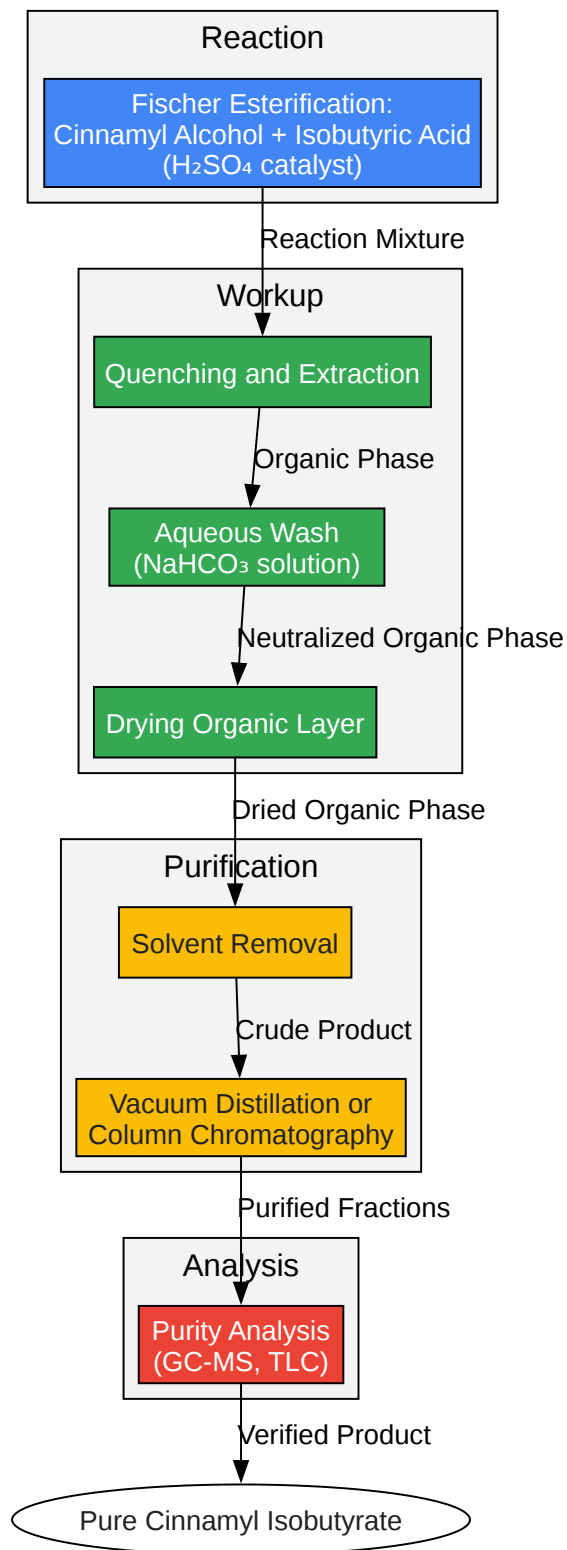 Reaction
Fischer Esterification:
Cinnamyl Alcohol + Isobutyric Acid
(H₂SO₄ catalyst)
Reaction Mixture
Workup
Quenching and Extraction
Organic Phase
Aqueous Wash
(NaHCO₃ solution)
Neutralized Organic Phase
Drying Organic Layer
Dried Organic Phase
Purification
Solvent Removal
Crude Product
Vacuum Distillation or
Column Chromatography
Purified Fractions
Analysis
Purity Analysis
(GC-MS, TLC)
Verified Product
Pure Cinnamyl Isobutyrate